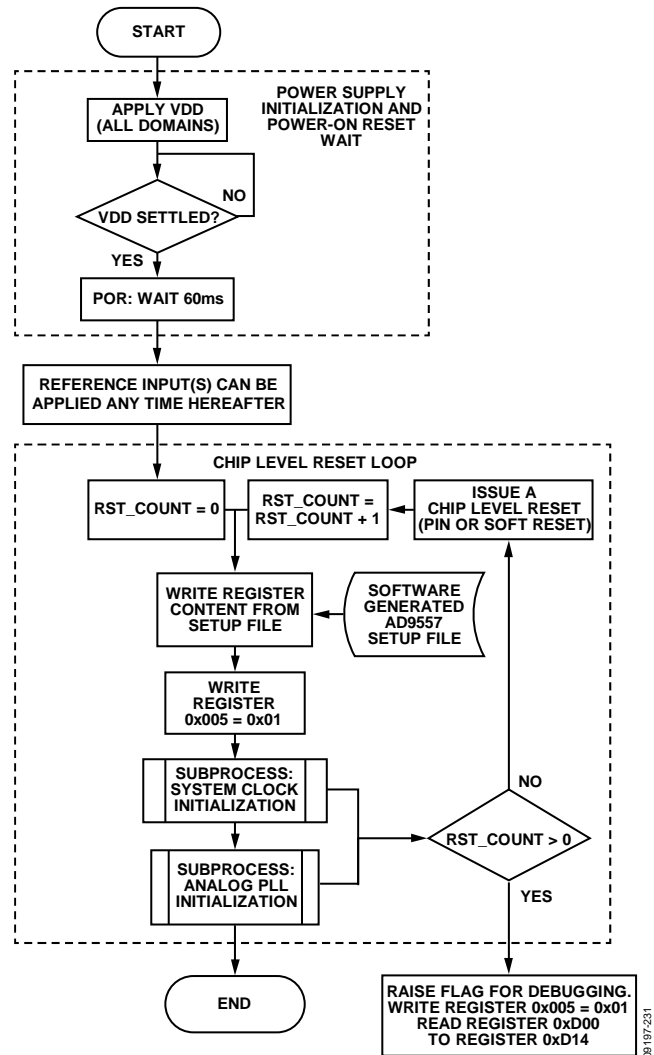 START
POWER SUPPLY
INITIALIZATION AND
POWER-ON RESET
WAIT
APPLY VDD
(ALL DOMAINS)
NO
VDD SETTLED?
YES
POR: WAIT 60ms
REFERENCE INPUT(S) CAN BE
APPLIED ANY TIME HEREAFTER
CHIP LEVEL RESET LOOP
RST_COUNT = 0
RST_COUNT =
RST_COUNT + 1
ISSUE A
CHIP LEVEL RESET
(PIN OR SOFT RESET)
WRITE REGISTER
CONTENT FROM
SETUP FILE
SOFTWARE
GENERATED
AD9557
SETUP FILE
WRITE
REGISTER
0x005 = 0x01
SUBPROCESS:
SYSTEM CLOCK
INITIALIZATION
NO
RST_COUNT > 0
SUBPROCESS:
ANALOG PLL
INITIALIZATION
YES
END
RAISE FLAG FOR DEBUGGING.
WRITE REGISTER 0x005 = 0x01
READ REGISTER 0xD00
TO REGISTER 0xD14
09197-231